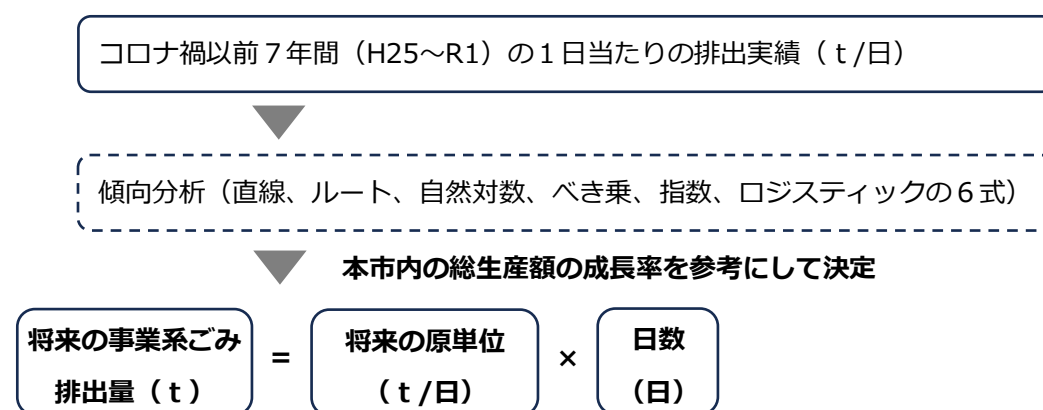 コロナ禍以前７年間（H25～R1）の１日当たりの排出実績（ｔ/日）
傾向分析（直線、ルート、自然対数、べき乗、指数、ロジスティックの６式）
本市内の総生産額の成長率を参考にして決定
将来の事業系ごみ
排出量（ｔ）
=
将来の原単位
（ｔ/日）
×
日数
（日）